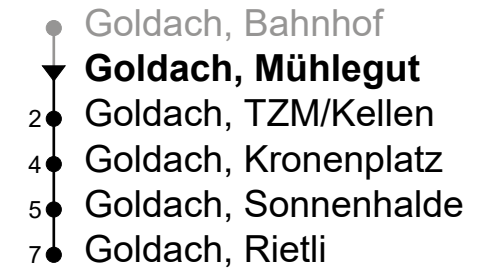 Goldach, Bahnhof
Goldach, Mühlegut
2 Goldach, TZM/Kellen
4 Goldach, Kronenplatz
5 Goldach, Sonnenhalde
7 Goldach, Rietli